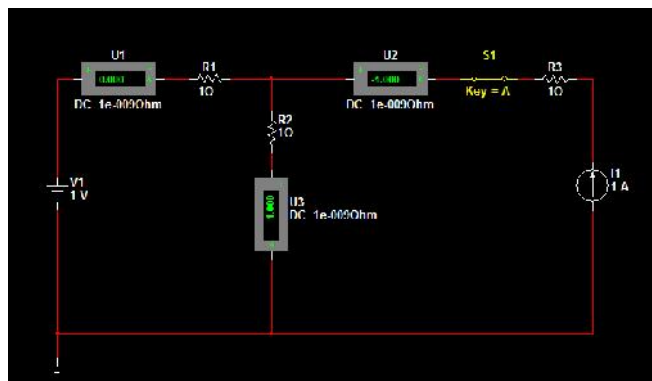 U1
0.000
DC 1e-009Ohm
R1
1Ω
U2
-1.000
DC 1e-009Ohm
S1
Key = A
R3
1Ω
R2
1Ω
V1
1 V
1.000
U3
DC 1e-009Ohm
I1
1 A